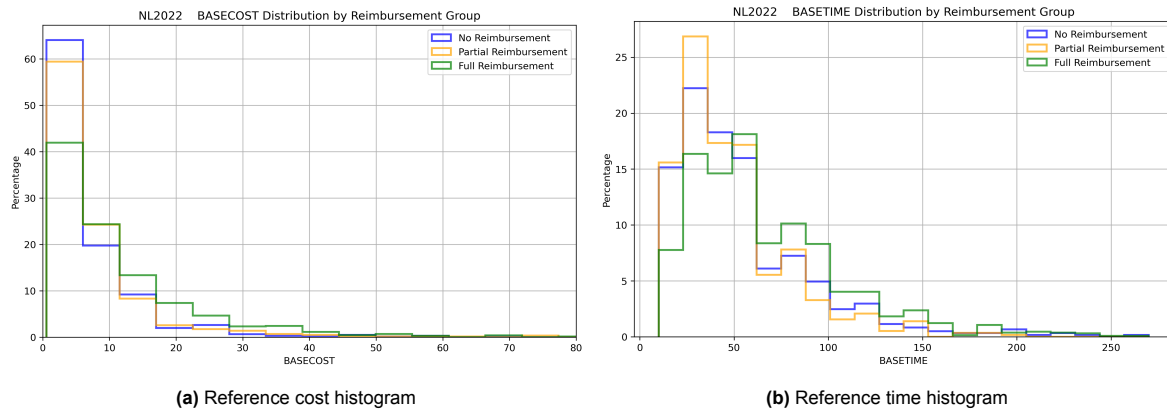 NL2022    BASECOST Distribution by Reimbursement Group
No Reimbursement
Partial Reimbursement
Full Reimbursement
Percentage
60
50
40
30
20
10
0
0 10 20 30 40 50 60 70 80
BASECOST
(a) Reference cost histogram
NL2022    BASETIME Distribution by Reimbursement Group
No Reimbursement
Partial Reimbursement
Full Reimbursement
Percentage
25
20
15
10
5
0
0 50 100 150 200 250
BASETIME
(b) Reference time histogram